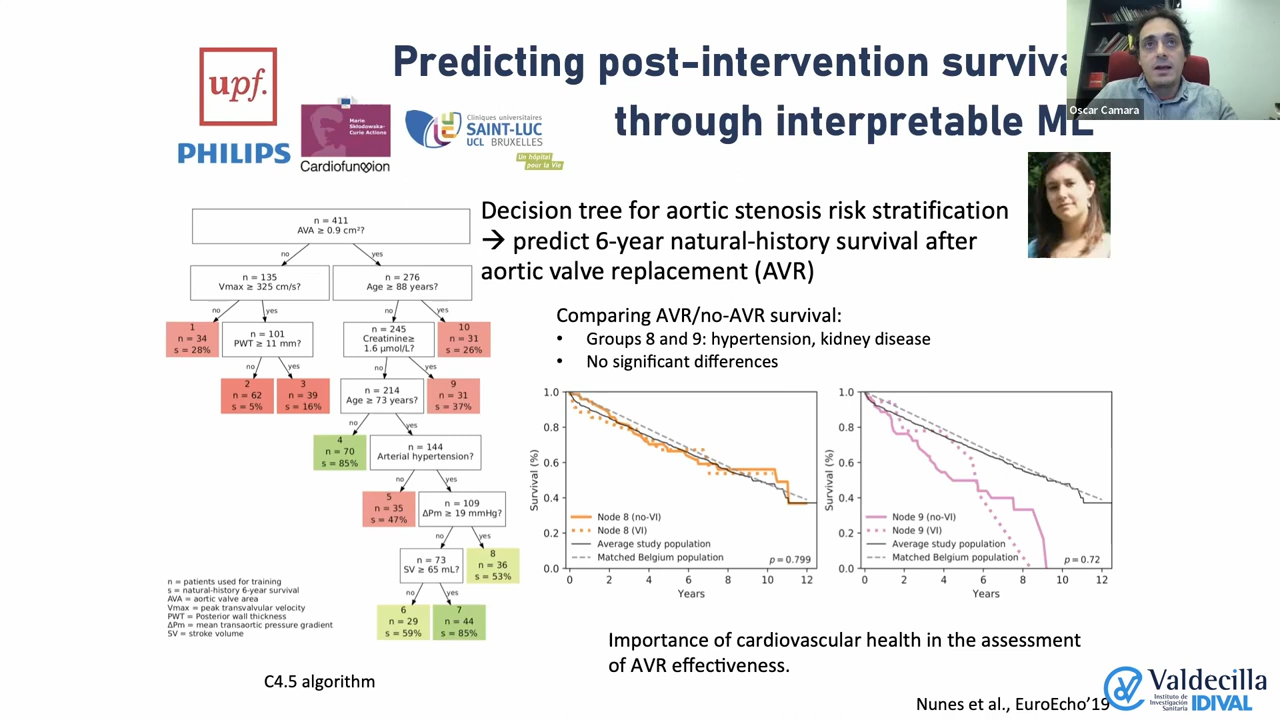 Predicting post-intervention surviva
through interpretable ML
Oscar Camara
upf.
PHILIPS
Marie
Skłodowska-
Curie Actions
Cardiofunxion
Cliniques universitaires
SAINT-LUC
UCL BRUXELLES
Un hôpital
pour la Vie
Decision tree for aortic stenosis risk stratification
→ predict 6-year natural-history survival after
aortic valve replacement (AVR)
n = 411
AVA ≥ 0.9 cm²?
no
yes
n = 135
Vmax ≥ 325 cm/s?
n = 276
Age ≥ 88 years?
no
yes
no
yes
1
n = 34
s = 28%
n = 101
PWT ≥ 11 mm?
n = 245
Creatinine≥
1.6 μmol/L?
10
n = 31
s = 26%
no
yes
no
yes
2
n = 62
s = 5%
3
n = 39
s = 16%
n = 214
Age ≥ 73 years?
9
n = 31
s = 37%
no
yes
4
n = 70
s = 85%
n = 144
Arterial hypertension?
no
yes
5
n = 35
s = 47%
n = 109
ΔPm ≥ 19 mmHg?
no
yes
n = 73
SV ≥ 65 mL?
8
n = 36
s = 53%
no
yes
6
n = 29
s = 59%
7
n = 44
s = 85%
n = patients used for training
s = natural-history 6-year survival
AVA = aortic valve area
Vmax = peak transvalvular velocity
PWT = Posterior wall thickness
ΔPm = mean transaortic pressure gradient
SV = stroke volume
C4.5 algorithm
Comparing AVR/no-AVR survival:
• Groups 8 and 9: hypertension, kidney disease
• No significant differences
Survival (%)
1.0
0.8
0.6
0.4
0.2
0.0
Node 8 (no-VI)
Node 8 (VI)
Average study population
Matched Belgium population
p = 0.799
0 2 4 6 8 10 12
Years
Survival (%)
1.0
0.8
0.6
0.4
0.2
0.0
Node 9 (no-VI)
Node 9 (VI)
Average study population
Matched Belgium population
p = 0.72
0 2 4 6 8 10 12
Years
Importance of cardiovascular health in the assessment
of AVR effectiveness.
Nunes et al., EuroEcho'19
Valdecilla
Instituto de
Investigación
Sanitaria
IDIVAL